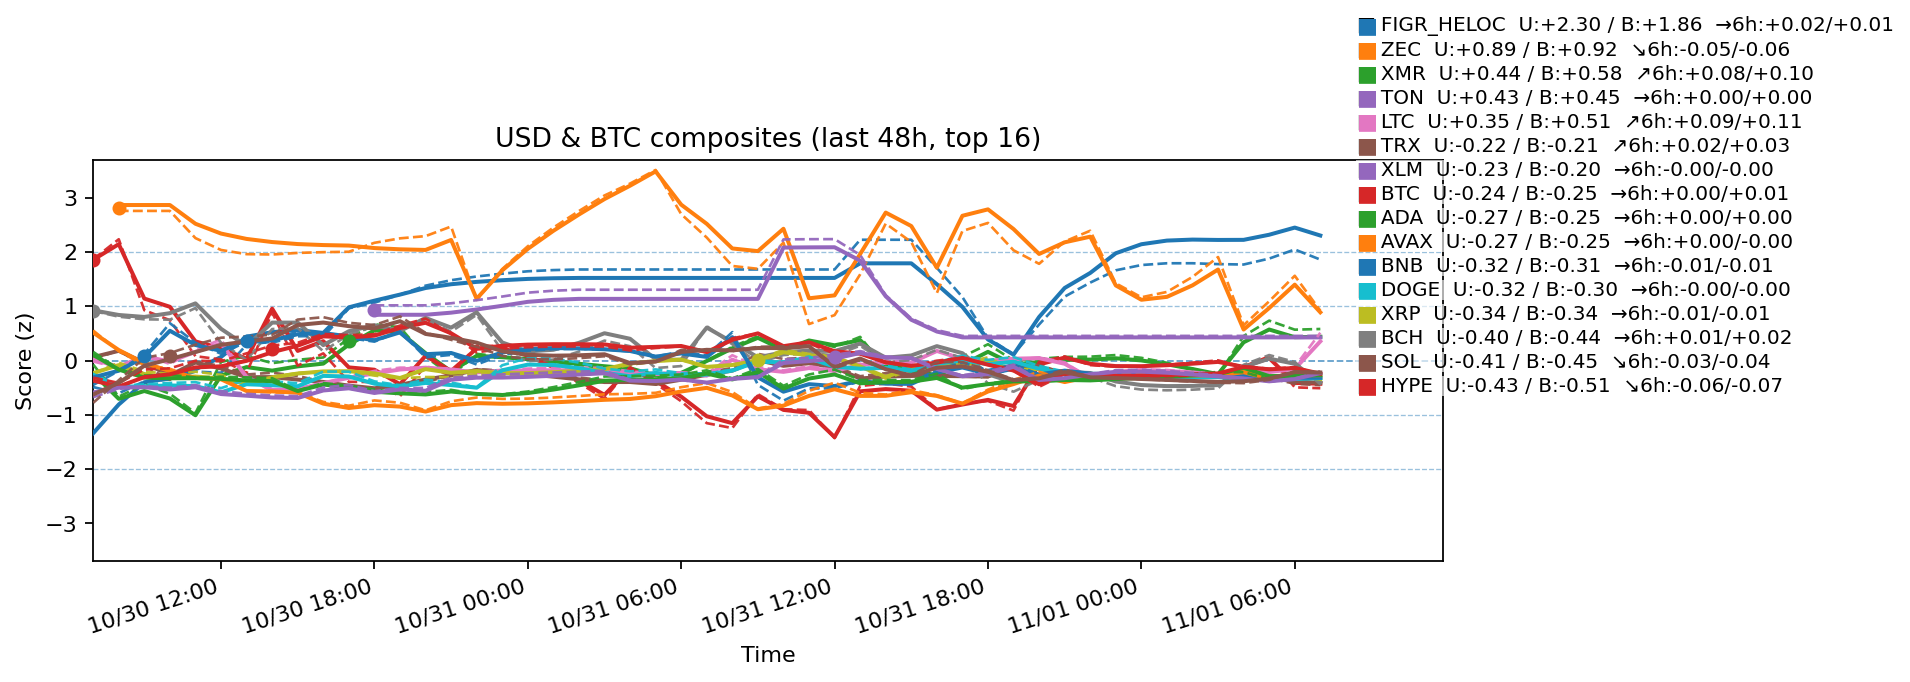 FIGR_HELOC U:+2.30 / B:+1.86 →6h:+0.02/+0.01
ZEC U:+0.89 / B:+0.92 ↘6h:-0.05/-0.06
XMR U:+0.44 / B:+0.58 ↗6h:+0.08/+0.10
TON U:+0.43 / B:+0.45 →6h:+0.00/+0.00
LTC U:+0.35 / B:+0.51 ↗6h:+0.09/+0.11
TRX U:-0.22 / B:-0.21 ↗6h:+0.02/+0.03
XLM U:-0.23 / B:-0.20 →6h:-0.00/-0.00
BTC U:-0.24 / B:-0.25 →6h:+0.00/+0.01
ADA U:-0.27 / B:-0.25 →6h:+0.00/+0.00
AVAX U:-0.27 / B:-0.25 →6h:+0.00/-0.00
BNB U:-0.32 / B:-0.31 →6h:-0.01/-0.01
DOGE U:-0.32 / B:-0.30 →6h:-0.00/-0.00
XRP U:-0.34 / B:-0.34 →6h:-0.01/-0.01
BCH U:-0.40 / B:-0.44 →6h:+0.01/+0.02
SOL U:-0.41 / B:-0.45 ↘6h:-0.03/-0.04
HYPE U:-0.43 / B:-0.51 ↘6h:-0.06/-0.07
USD & BTC composites (last 48h, top 16)
Score (z)
3
2
1
0
−1
−2
−3
10/30 12:00
10/30 18:00
10/31 00:00
10/31 06:00
10/31 12:00
10/31 18:00
11/01 00:00
11/01 06:00
Time